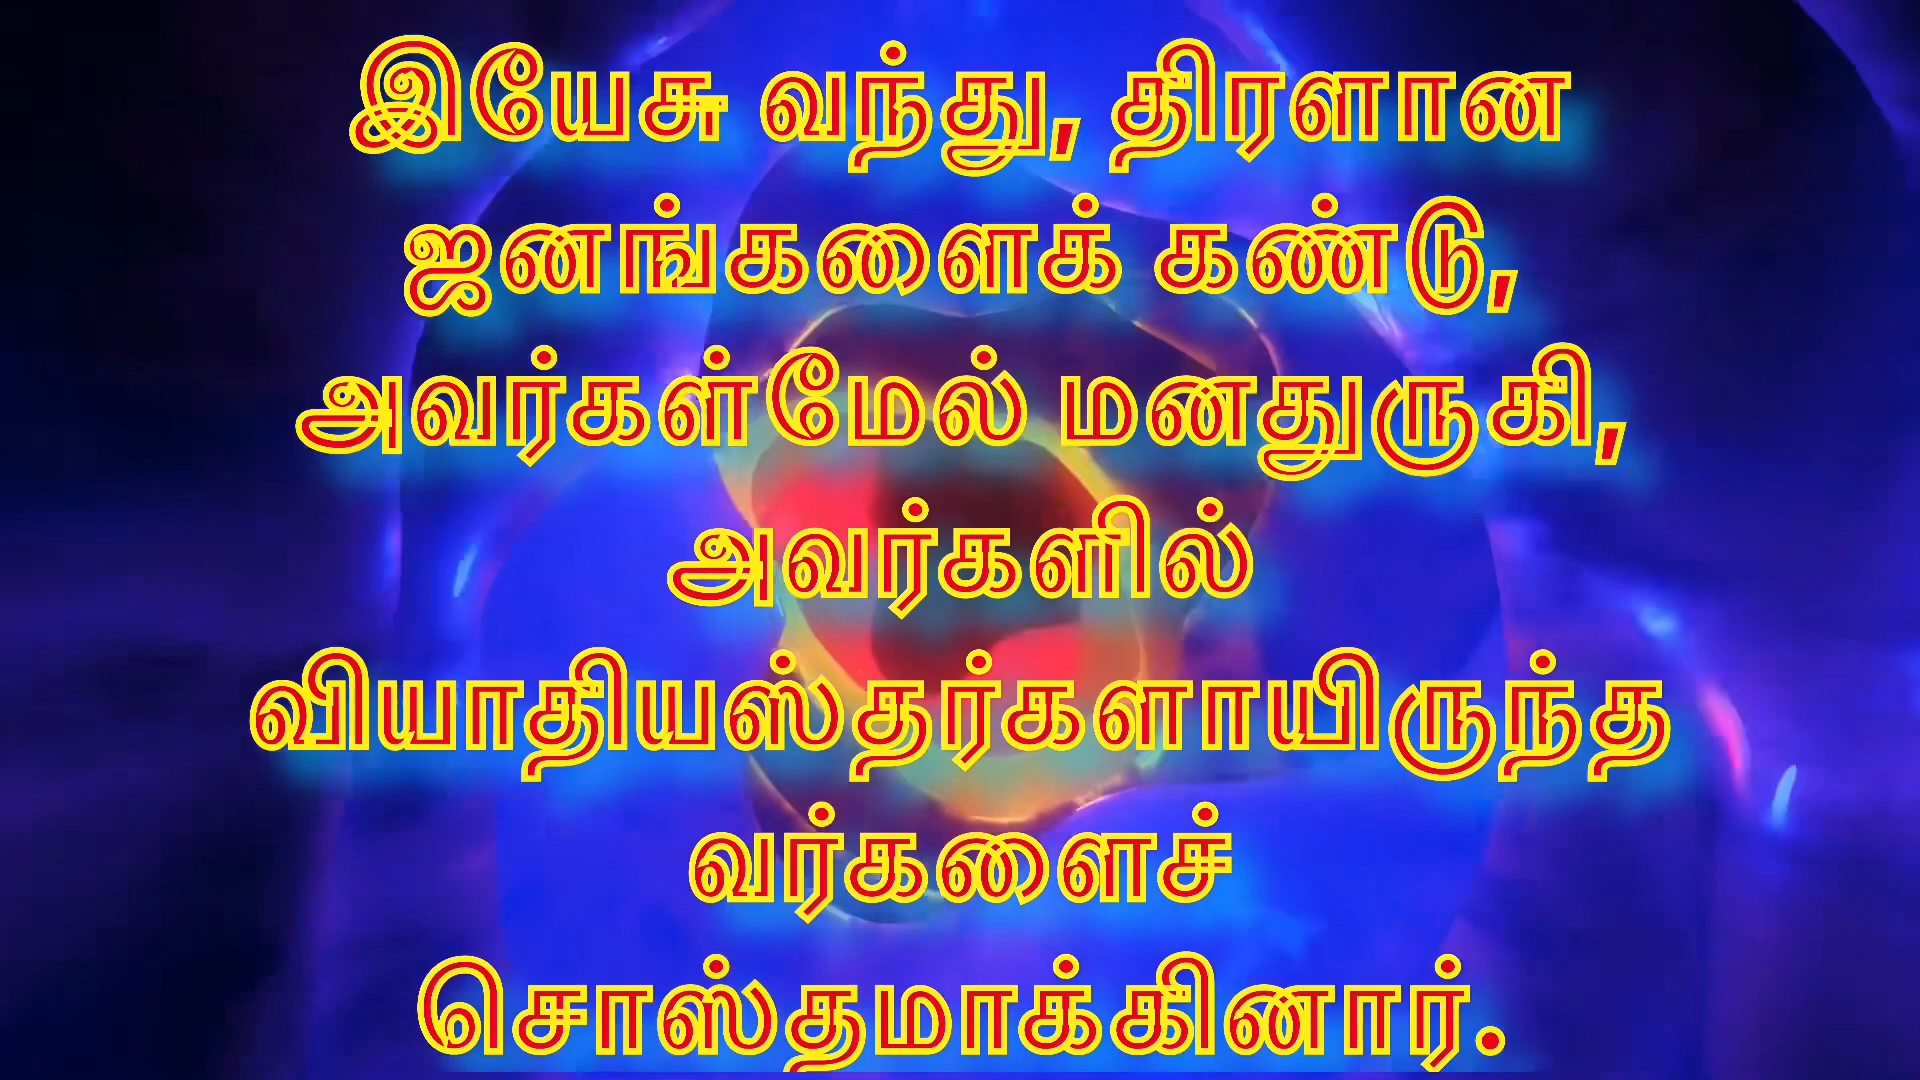 இயேசு வந்து, திரளான
ஜனங்களைக் கண்டு,
அவர்கள்மேல் மனதுருகி,
அவர்களில்
வியாதியஸ்தர்களாயிருந்த
வர்களைச்
சொஸ்தமாக்கினார்.